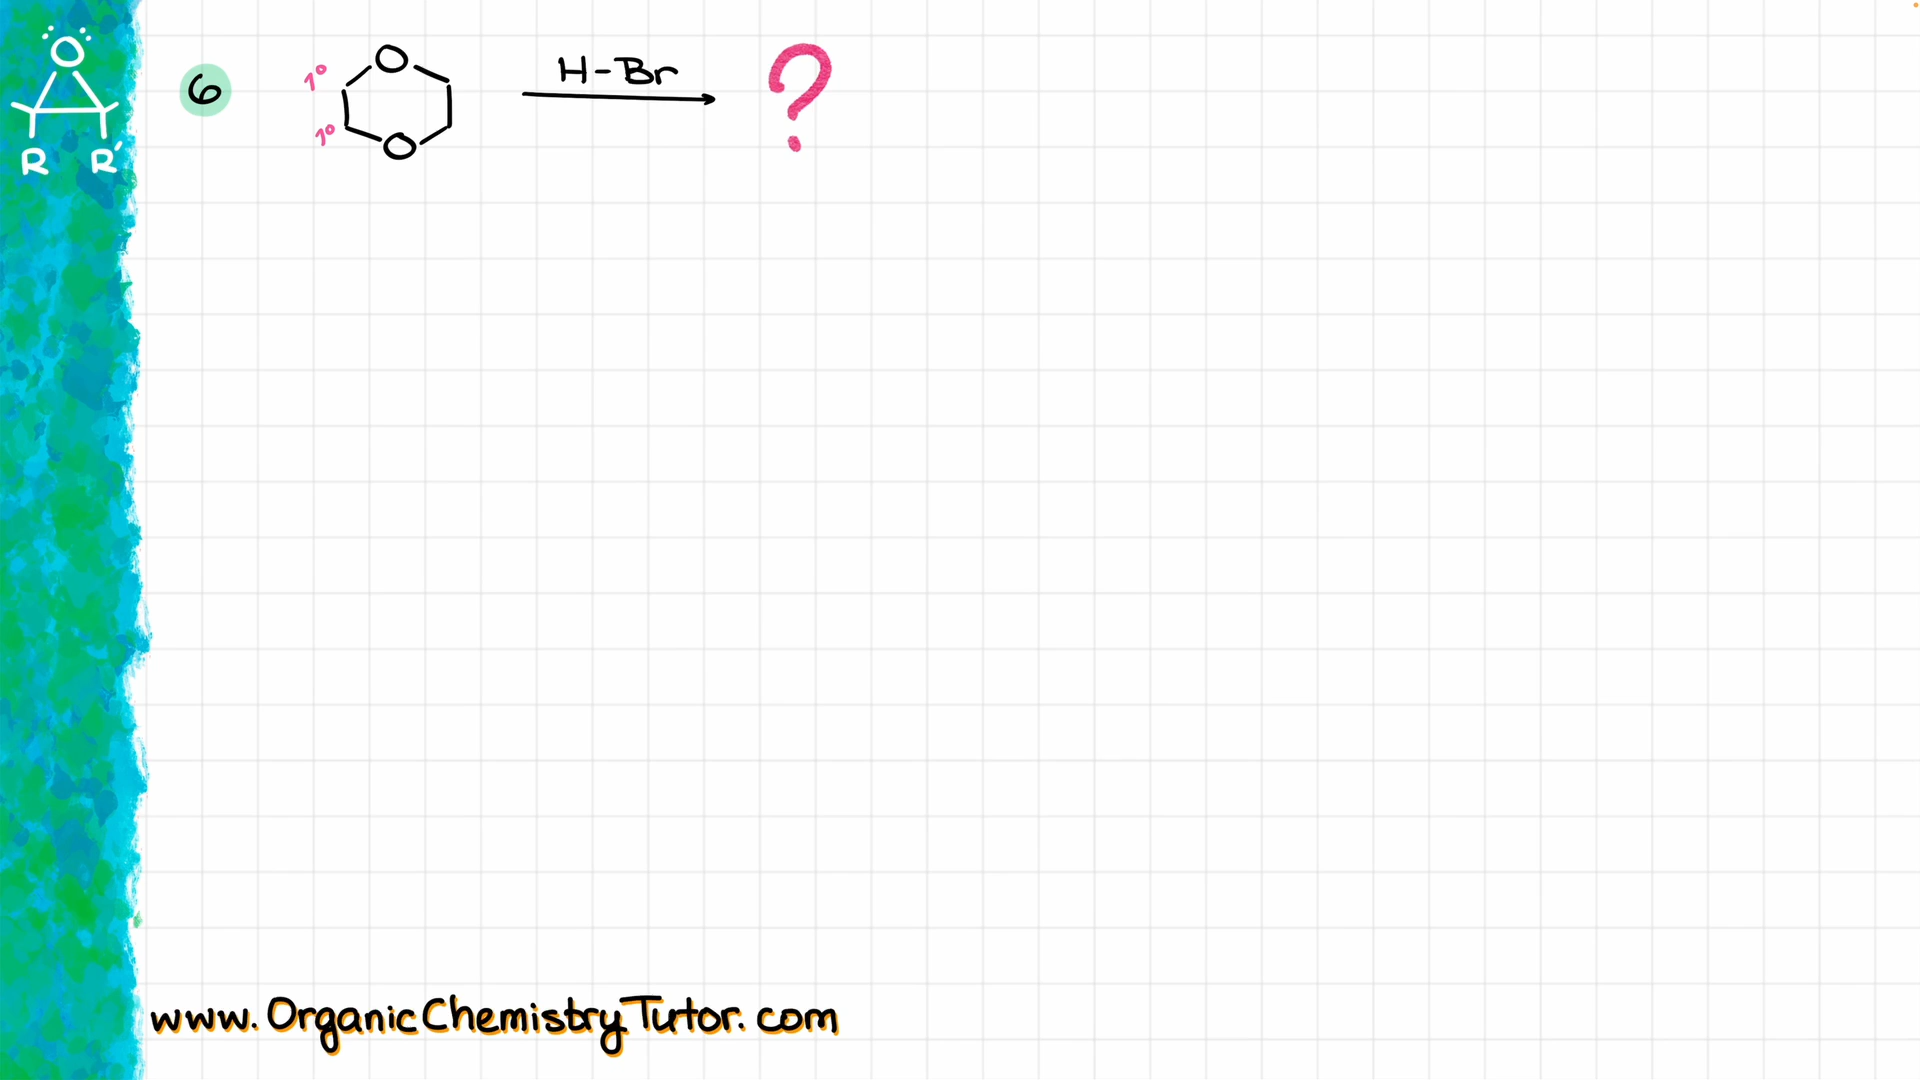 O
R R′
6
1° O H-Br ?
1° O
www.OrganicChemistryTutor.com